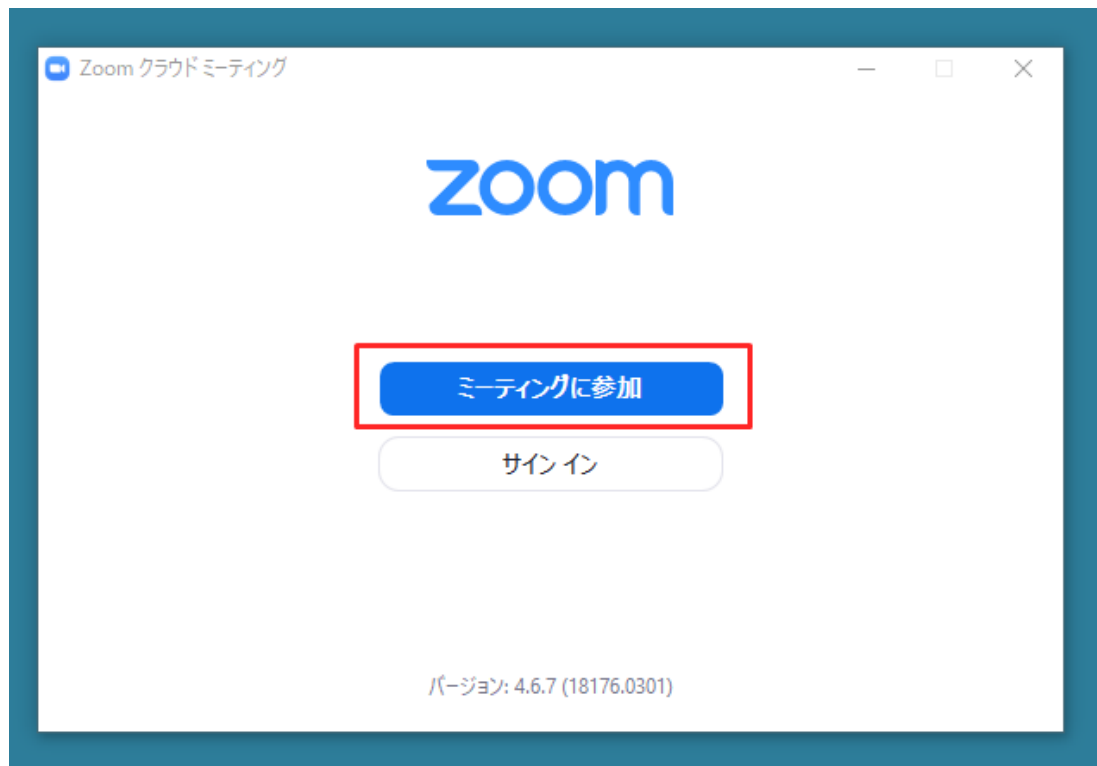 Zoom クラウド ミーティング
zoom
ミーティングに参加
サイン イン
バージョン: 4.6.7 (18176.0301)